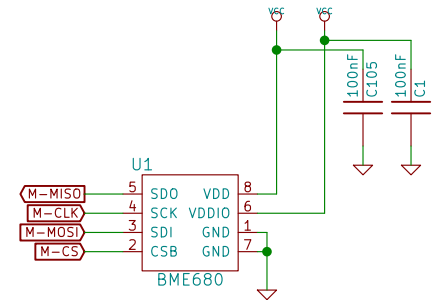 VCC VCC
100nF C105 100nF C1
U1
M-MISO 5 SDO VDD 8
M-CLK 4 SCK VDDIO 6
M-MOSI 3 SDI GND 1
M-CS 2 CSB GND 7
BME680